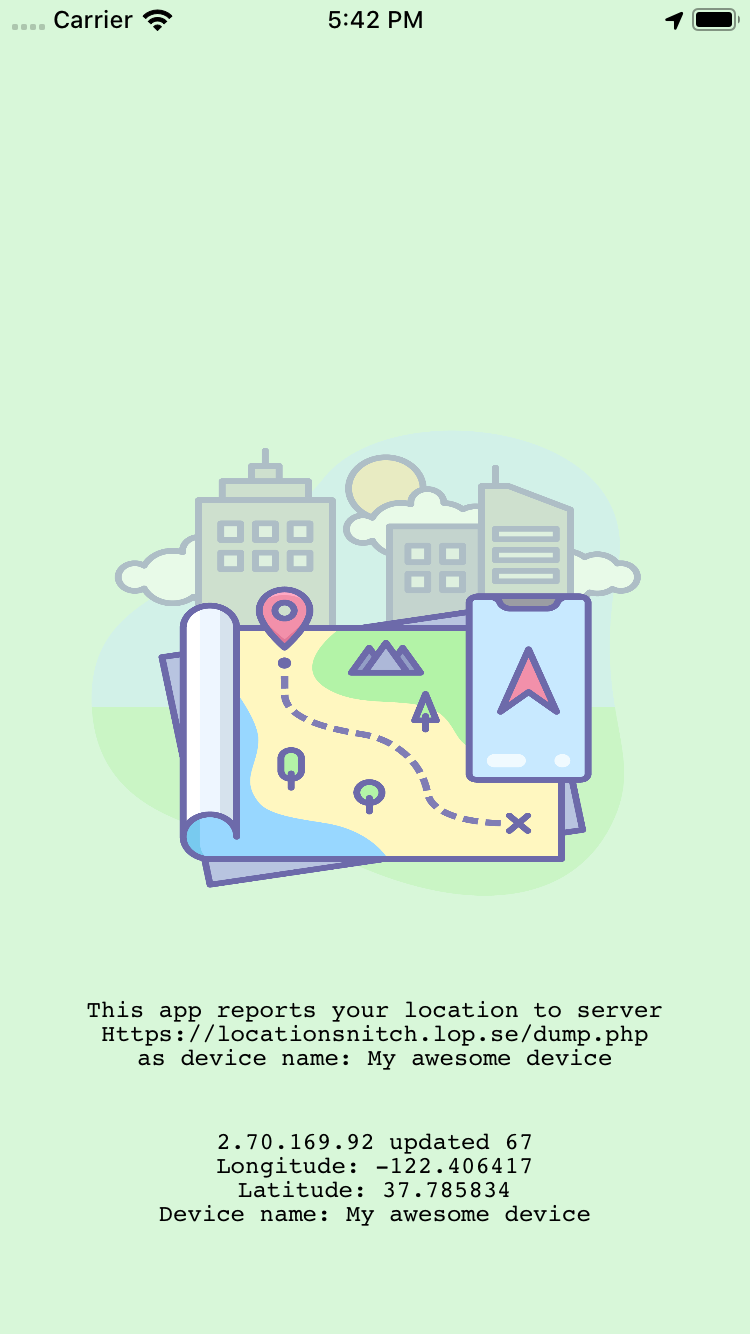 Carrier 5:42 PM
This app reports your location to server
Https://locationsnitch.lop.se/dump.php
as device name: My awesome device
2.70.169.92 updated 67
Longitude: -122.406417
Latitude: 37.785834
Device name: My awesome device